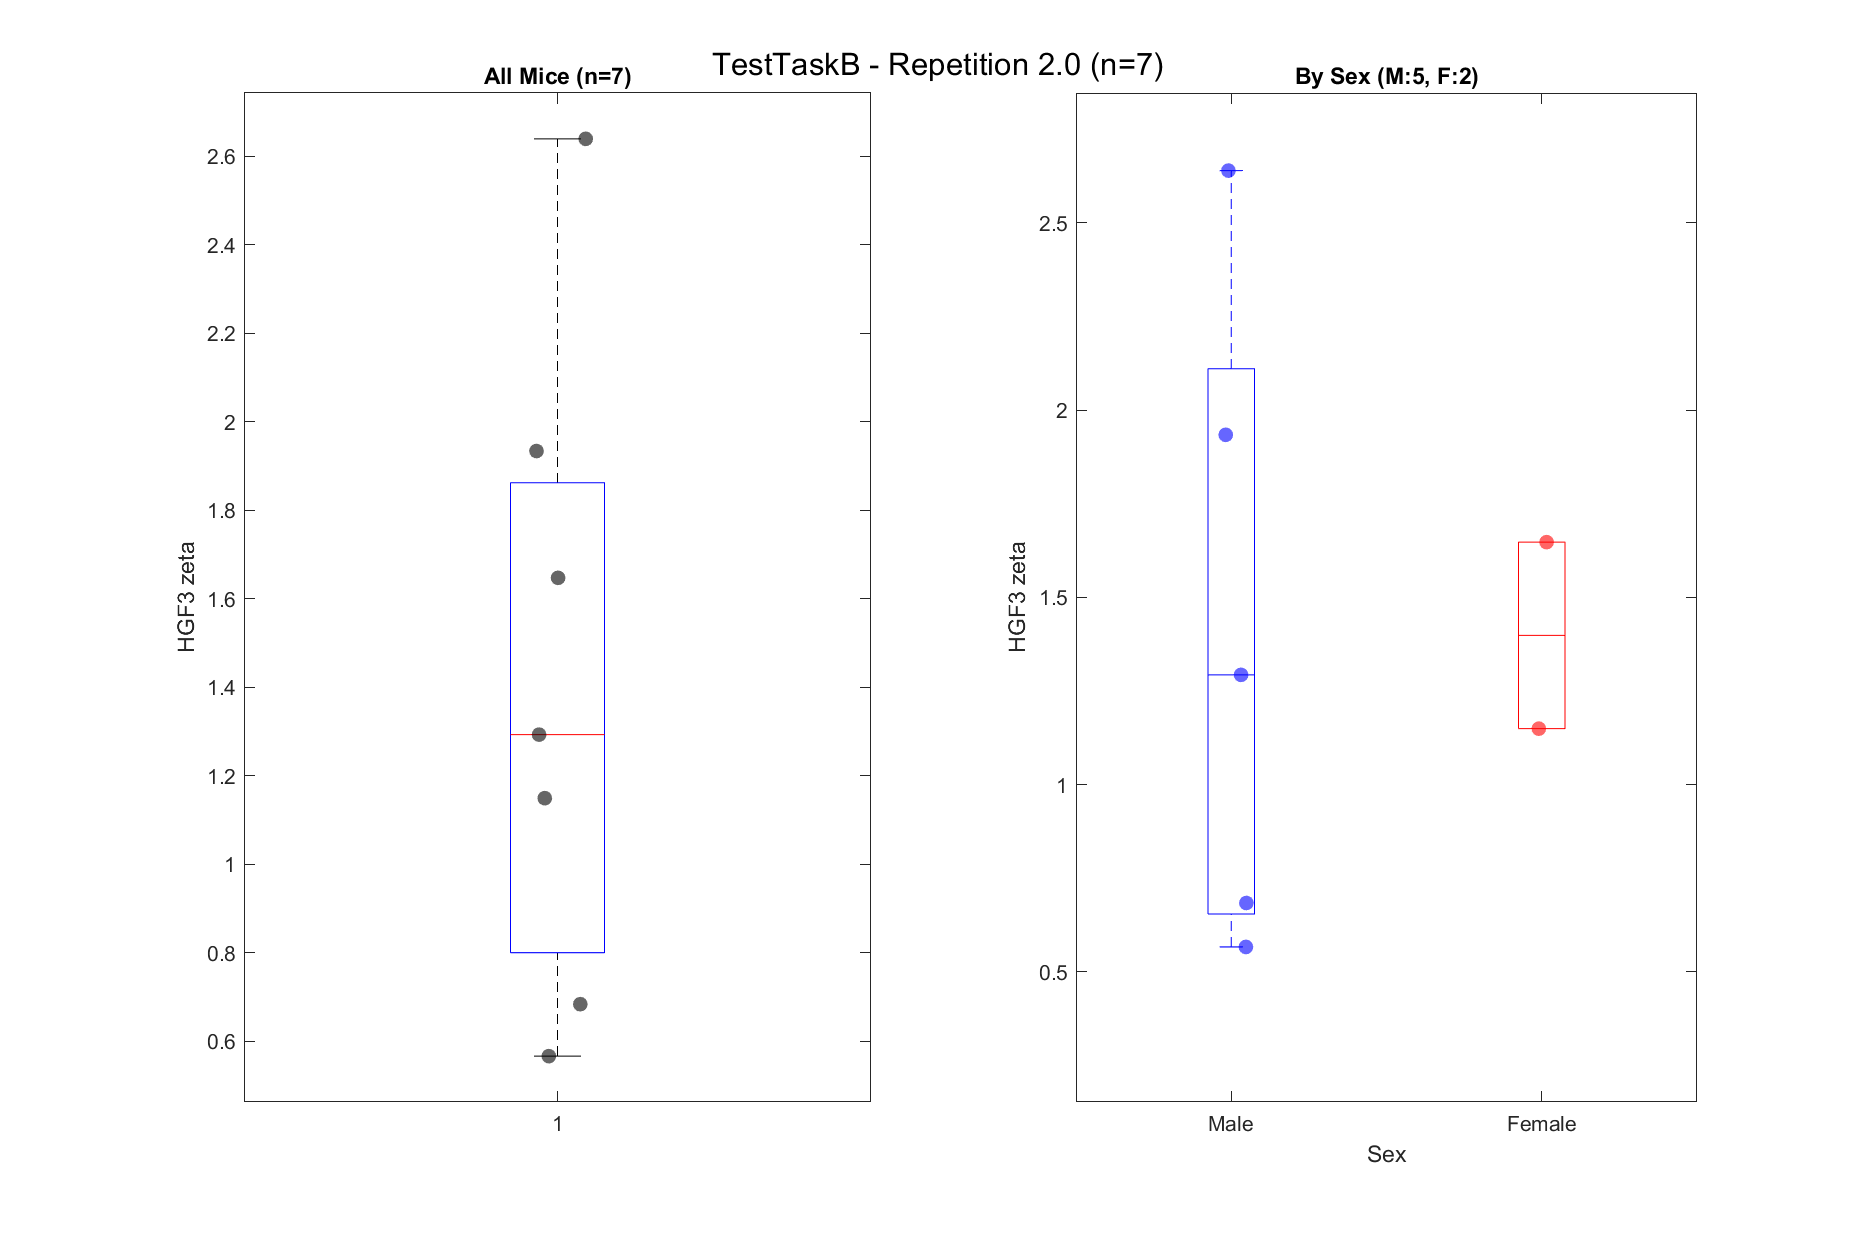 TestTaskB - Repetition 2.0 (n=7)
All Mice (n=7)
2.6
2.4
2.2
2
1.8
1.6
1.4
1.2
1
0.8
0.6
HGF3 zeta
1
By Sex (M:5, F:2)
2.5
2
1.5
1
0.5
HGF3 zeta
Male Female
Sex